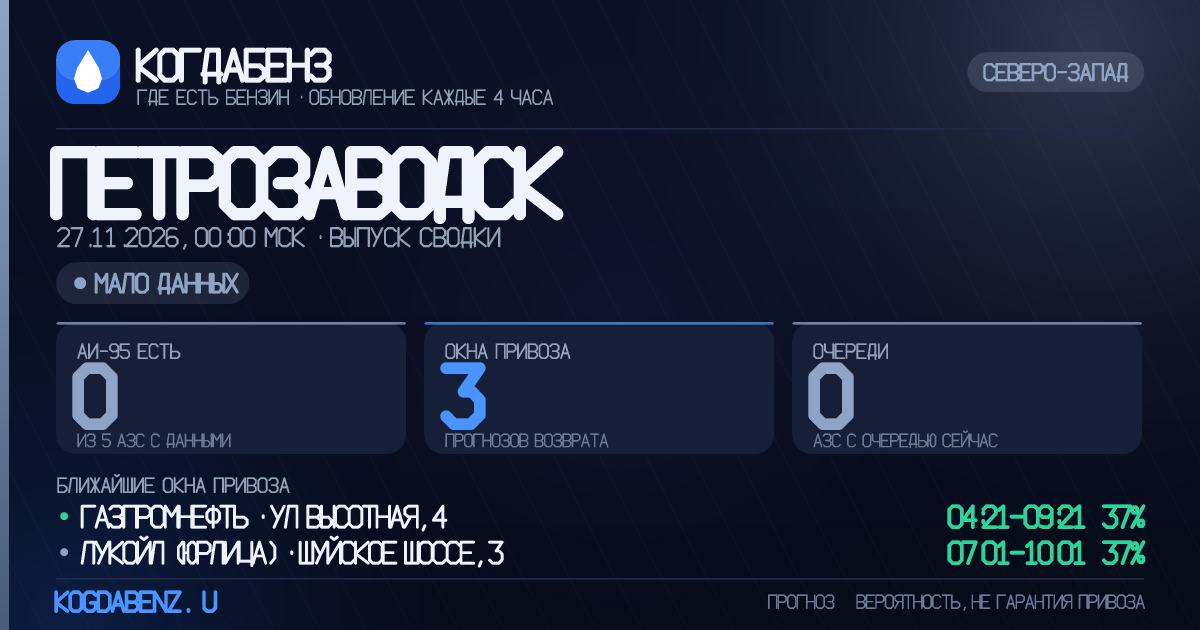 КОГДАБЕНЗ
ГДЕ ЕСТЬ БЕНЗИН · ОБНОВЛЕНИЕ КАЖДЫЕ 4 ЧАСА
СЕВЕРО-ЗАПАД
ПЕТРОЗАВОДСК
27.11.2026, 00:00 МСК · ВЫПУСК СВОДКИ
• МАЛО ДАННЫХ
АИ-95 ЕСТЬ
0
ИЗ 5 АЗС С ДАННЫМИ
ОКНА ПРИВОЗА
3
ПРОГНОЗОВ ВОЗВРАТА
ОЧЕРЕДИ
0
АЗС С ОЧЕРЕДЬЮ СЕЙЧАС
БЛИЖАЙШИЕ ОКНА ПРИВОЗА
• ГАЗПРОМНЕФТЬ · УЛ ВЫСОТНАЯ, 4 04:21-09:21 37%
• ЛУКОЙЛ (ЮРЛИЦА) · ШУЙСКОЕ ШОССЕ, 3 07:01-10:01 37%
KOGDABENZ. U
ПРОГНОЗ ВЕРОЯТНОСТЬ, НЕ ГАРАНТИЯ ПРИВОЗА